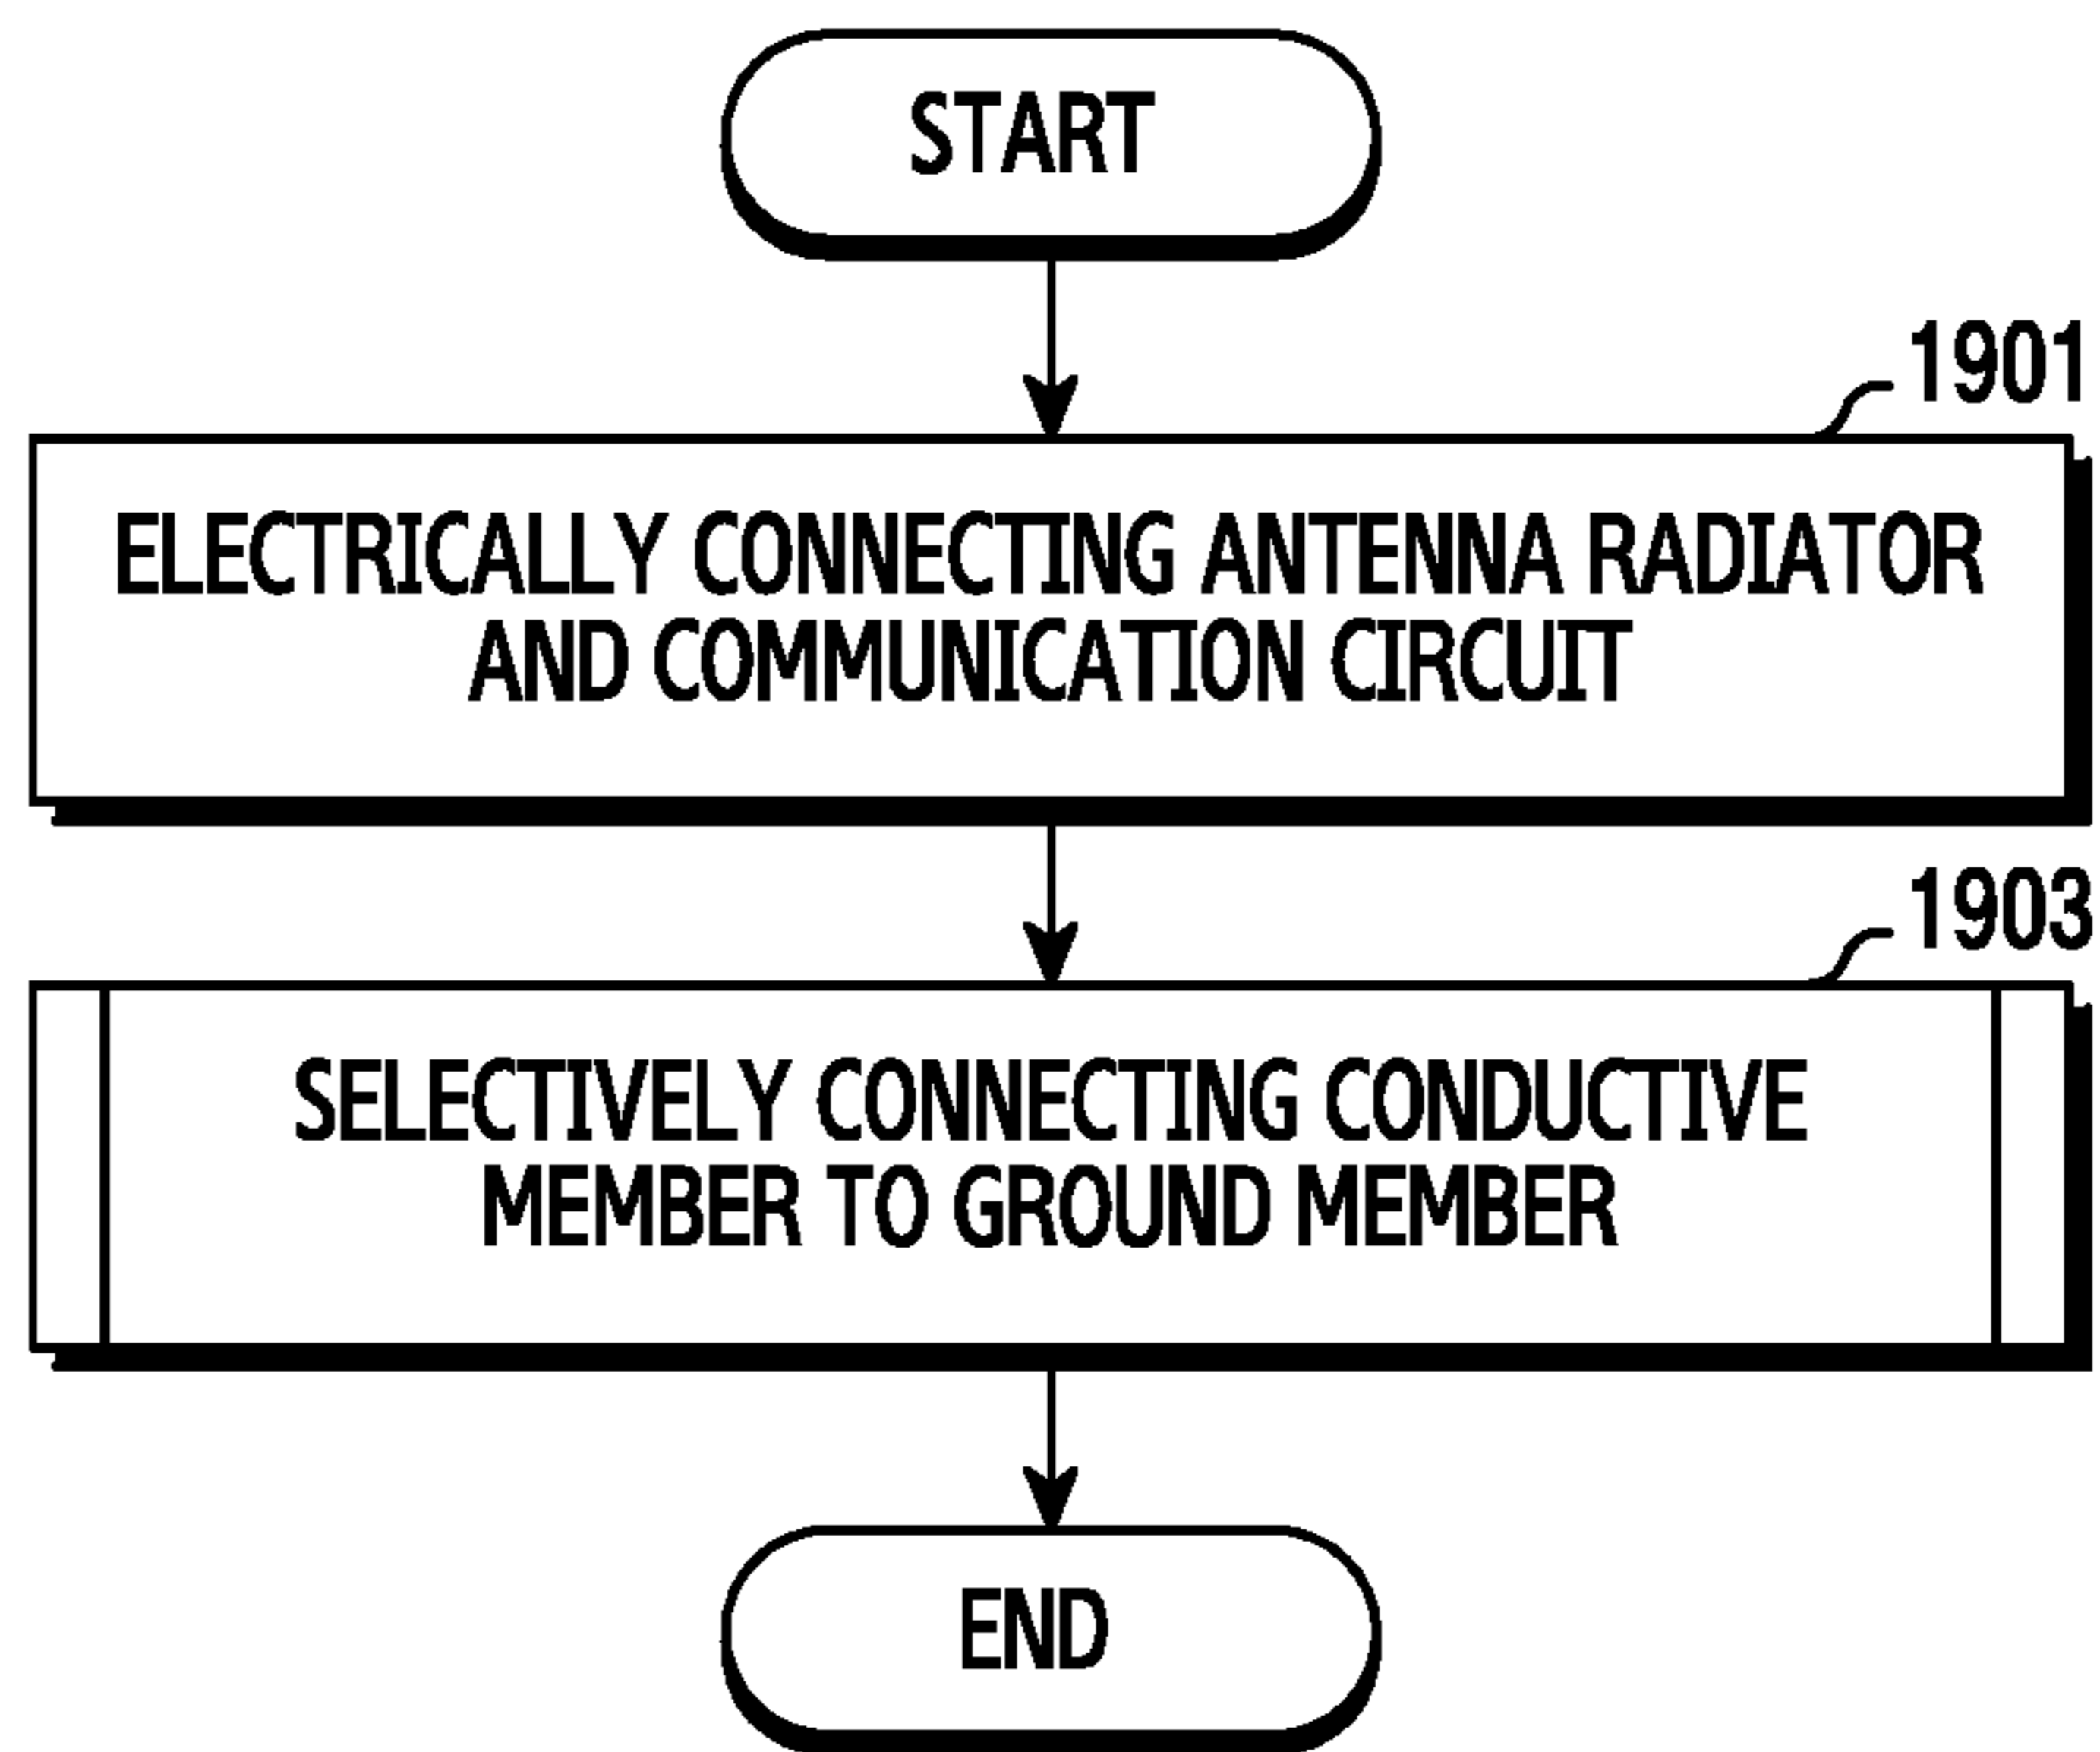 START
1901
ELECTRICALLY CONNECTING ANTENNA RADIATOR
AND COMMUNICATION CIRCUIT
1903
SELECTIVELY CONNECTING CONDUCTIVE
MEMBER TO GROUND MEMBER
END